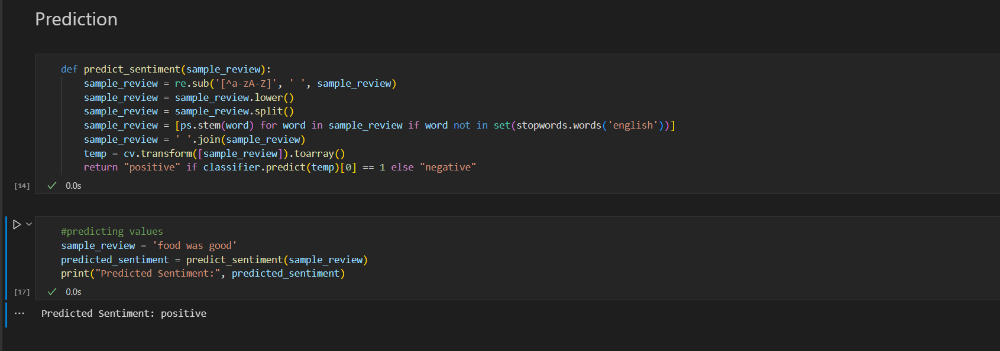 Prediction
def predict_sentiment(sample_review):
    sample_review = re.sub('[^a-zA-Z]', ' ', sample_review)
    sample_review = sample_review.lower()
    sample_review = sample_review.split()
    sample_review = [ps.stem(word) for word in sample_review if word not in set(stopwords.words('english'))]
    sample_review = ' '.join(sample_review)
    temp = cv.transform([sample_review]).toarray()
    return "positive" if classifier.predict(temp)[0] == 1 else "negative"
[14] ✓ 0.0s
#predicting values
sample_review = 'food was good'
predicted_sentiment = predict_sentiment(sample_review)
print("Predicted Sentiment:", predicted_sentiment)
[17] ✓ 0.0s
... Predicted Sentiment: positive